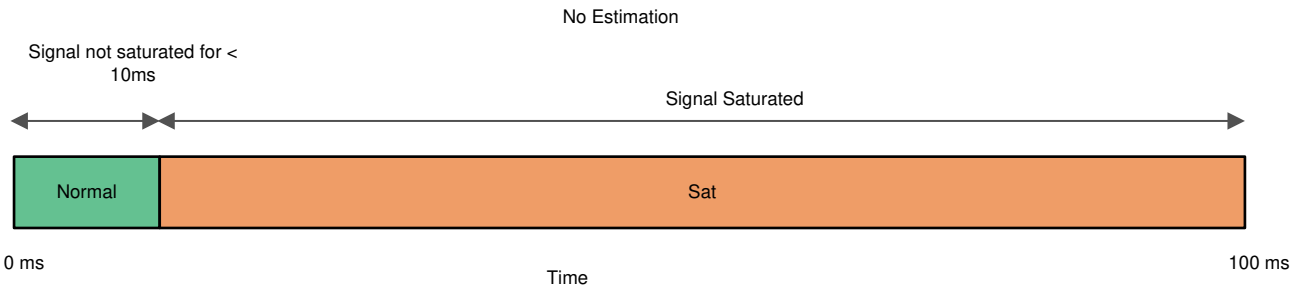 No Estimation
Signal not saturated for <
10ms
Signal Saturated
Normal
Sat
0 ms
Time
100 ms